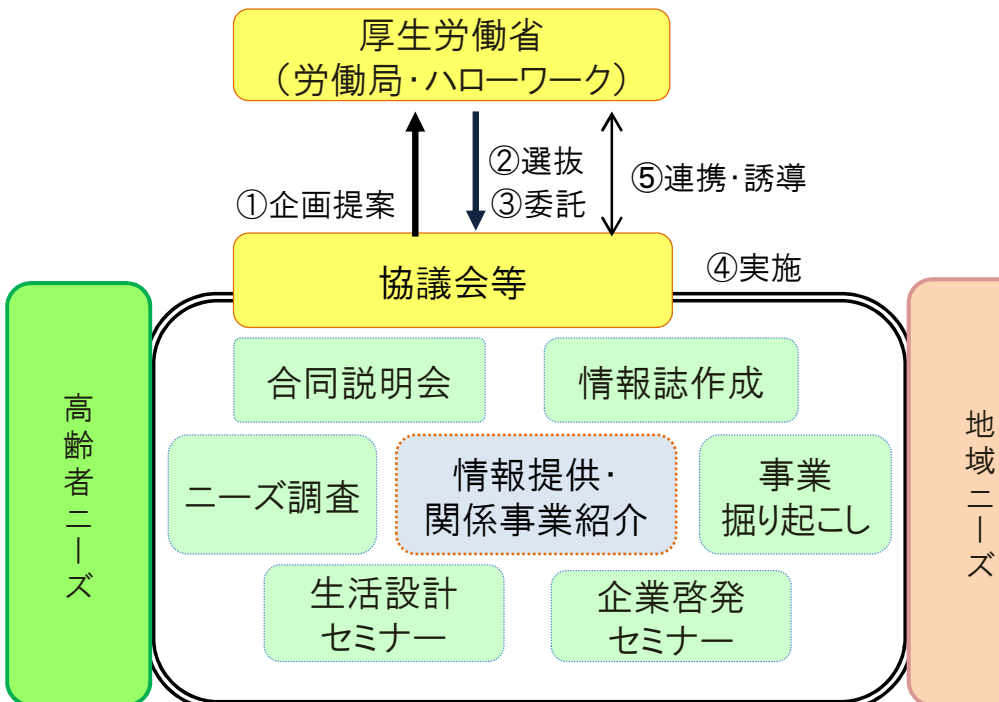 厚生労働省
（労働局・ハローワーク）
①企画提案
②選抜
③委託
⑤連携・誘導
協議会等
④実施
高齢者ニーズ
合同説明会
情報誌作成
ニーズ調査
情報提供・
関係事業紹介
事業
掘り起こし
生活設計
セミナー
企業啓発
セミナー
地域ニーズ